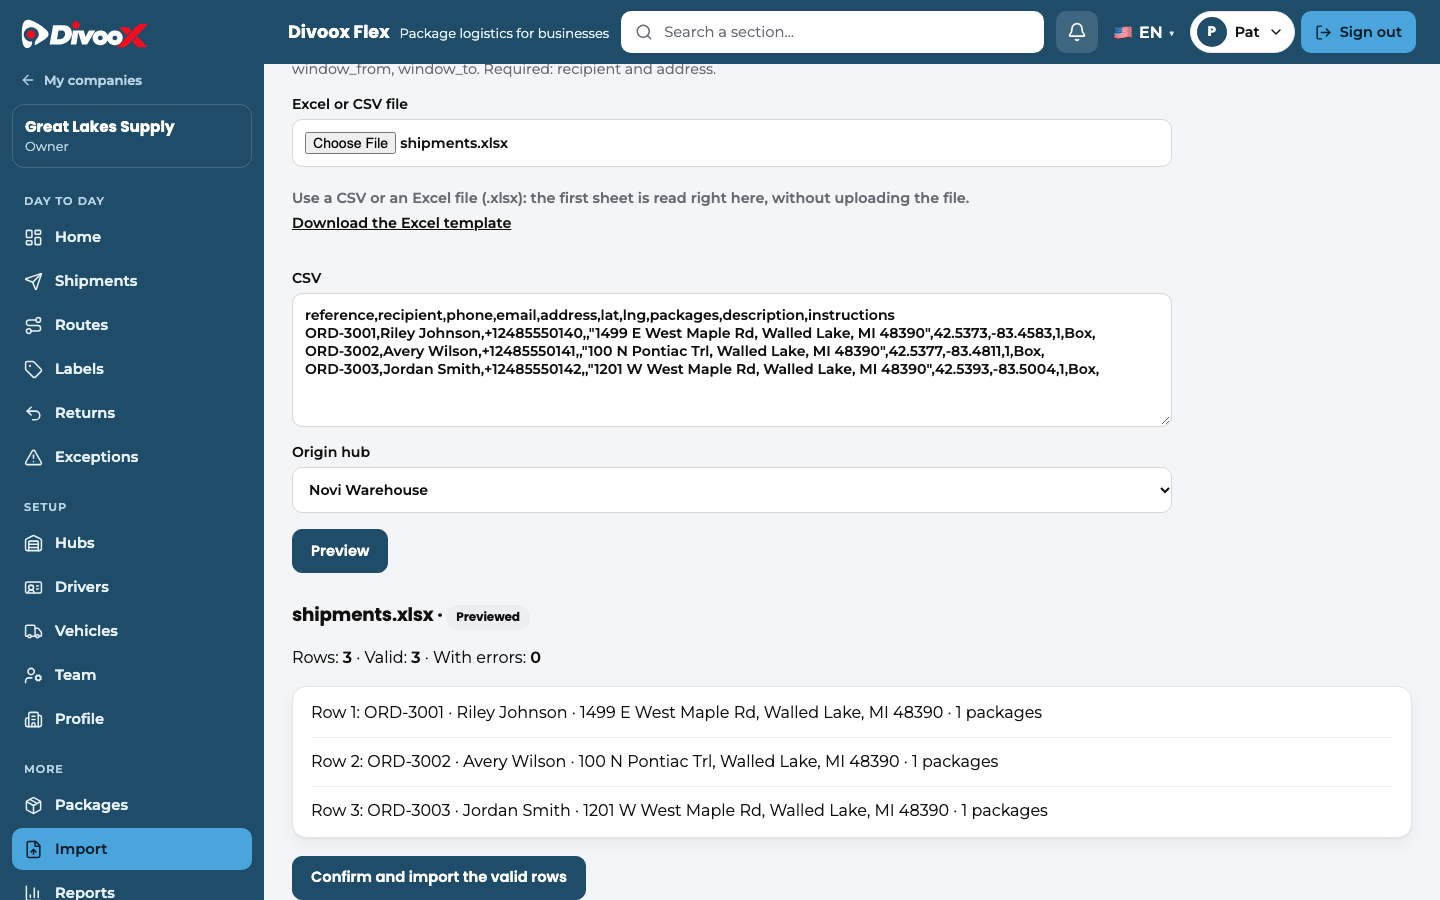 DivooX
Divoox Flex
Package logistics for businesses
Search a section...
EN
P
Pat
Sign out
My companies
Great Lakes Supply
Owner
DAY TO DAY
Home
Shipments
Routes
Labels
Returns
Exceptions
SETUP
Hubs
Drivers
Vehicles
Team
Profile
MORE
Packages
Import
Reports
window_from, window_to. Required: recipient and address.
Excel or CSV file
Choose File shipments.xlsx
Use a CSV or an Excel file (.xlsx): the first sheet is read right here, without uploading the file.
Download the Excel template
CSV
reference,recipient,phone,email,address,lat,lng,packages,description,instructions
ORD-3001,Riley Johnson,+12485550140,,"1499 E West Maple Rd, Walled Lake, MI 48390",42.5373,-83.4583,1,Box,
ORD-3002,Avery Wilson,+12485550141,,"100 N Pontiac Trl, Walled Lake, MI 48390",42.5377,-83.4811,1,Box,
ORD-3003,Jordan Smith,+12485550142,,"1201 W West Maple Rd, Walled Lake, MI 48390",42.5393,-83.5004,1,Box,
Origin hub
Novi Warehouse
Preview
shipments.xlsx · Previewed
Rows: 3 · Valid: 3 · With errors: 0
Row 1: ORD-3001 · Riley Johnson · 1499 E West Maple Rd, Walled Lake, MI 48390 · 1 packages
Row 2: ORD-3002 · Avery Wilson · 100 N Pontiac Trl, Walled Lake, MI 48390 · 1 packages
Row 3: ORD-3003 · Jordan Smith · 1201 W West Maple Rd, Walled Lake, MI 48390 · 1 packages
Confirm and import the valid rows